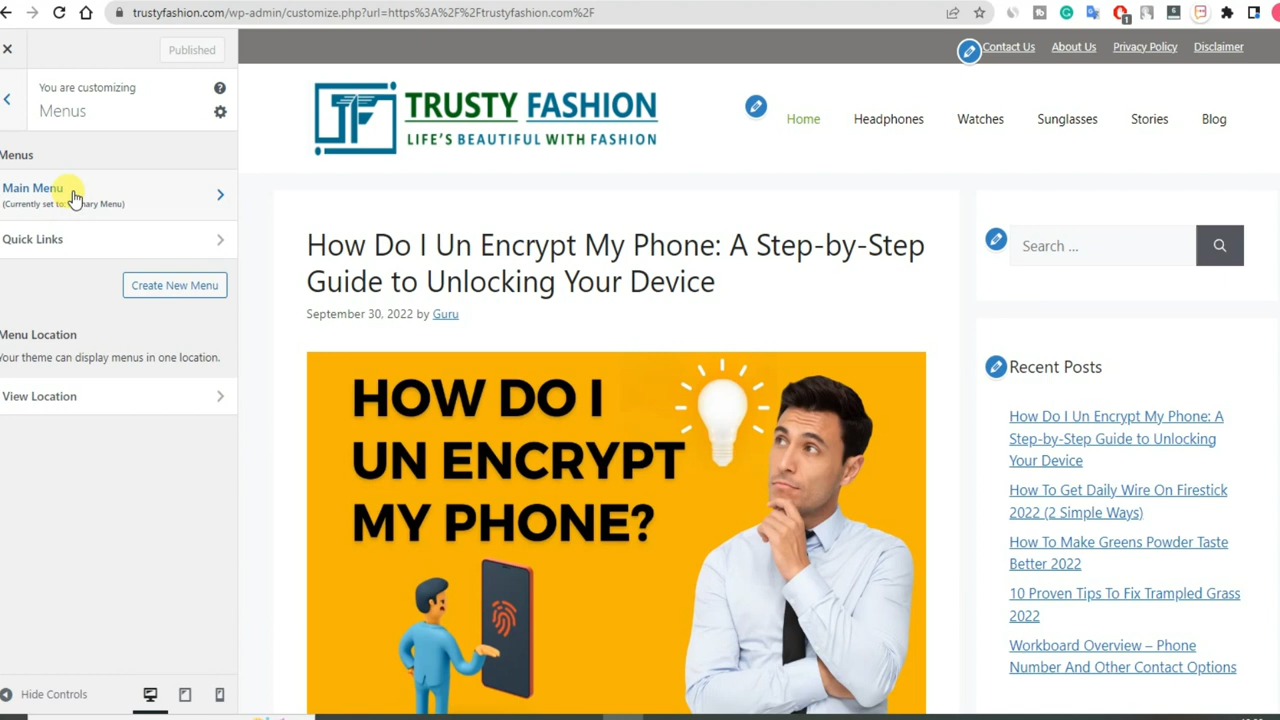 trustyfashion.com/wp-admin/customize.php?url=https%3A%2F%2Ftrustyfashion.com%2F
Published
You are customizing
Menus
Menus
Main Menu
(Currently set to: ary Menu)
Quick Links
Create New Menu
Menu Location
Your theme can display menus in one location.
View Location
Hide Controls
Contact Us About Us Privacy Policy Disclaimer
TRUSTY FASHION
LIFE'S BEAUTIFUL WITH FASHION
Home Headphones Watches Sunglasses Stories Blog
How Do I Un Encrypt My Phone: A Step-by-Step
Guide to Unlocking Your Device
September 30, 2022 by Guru
HOW DO I
UN ENCRYPT
MY PHONE?
Search ...
Recent Posts
How Do I Un Encrypt My Phone: A
Step-by-Step Guide to Unlocking
Your Device
How To Get Daily Wire On Firestick
2022 (2 Simple Ways)
How To Make Greens Powder Taste
Better 2022
10 Proven Tips To Fix Trampled Grass
2022
Workboard Overview – Phone
Number And Other Contact Options